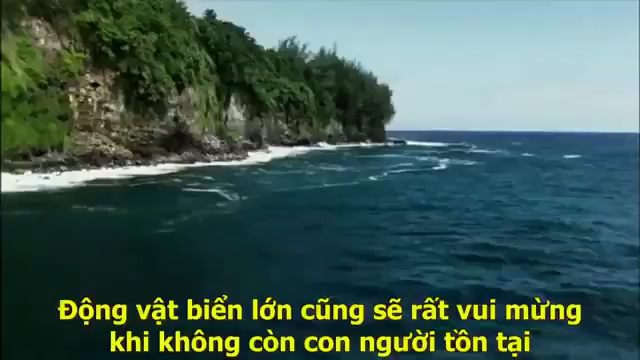 Động vật biển lớn cũng sẽ rất vui mừng
khi không còn con người tồn tại